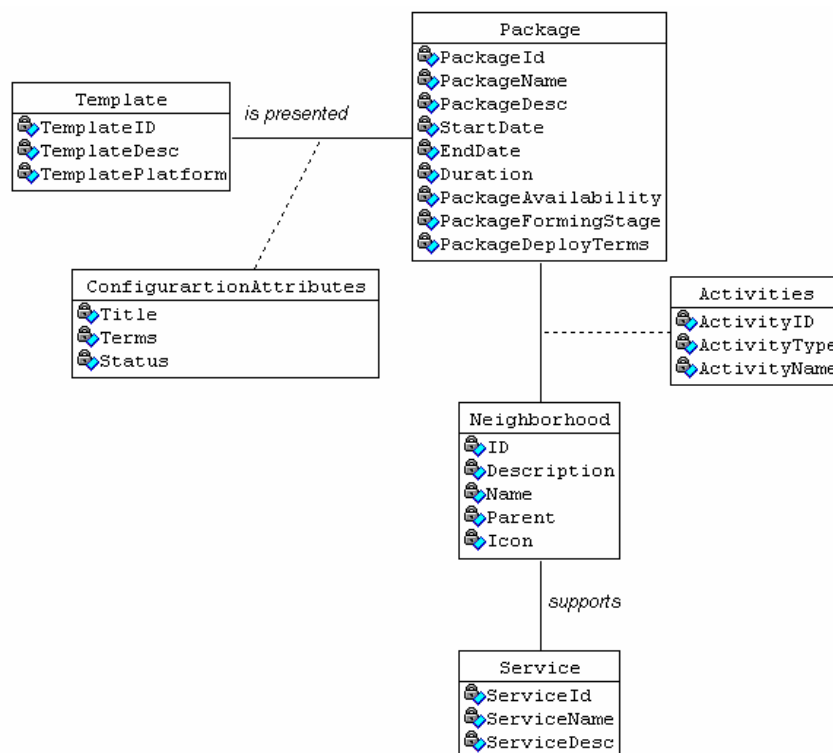 Package
PackageId
PackageName
PackageDesc
StartDate
EndDate
Duration
PackageAvailability
PackageFormingStage
PackageDeployTerms
Template
TemplateID
TemplateDesc
TemplatePlatform
is presented
ConfigurartionAttributes
Title
Terms
Status
Activities
ActivityID
ActivityType
ActivityName
Neighborhood
ID
Description
Name
Parent
Icon
supports
Service
ServiceId
ServiceName
ServiceDesc